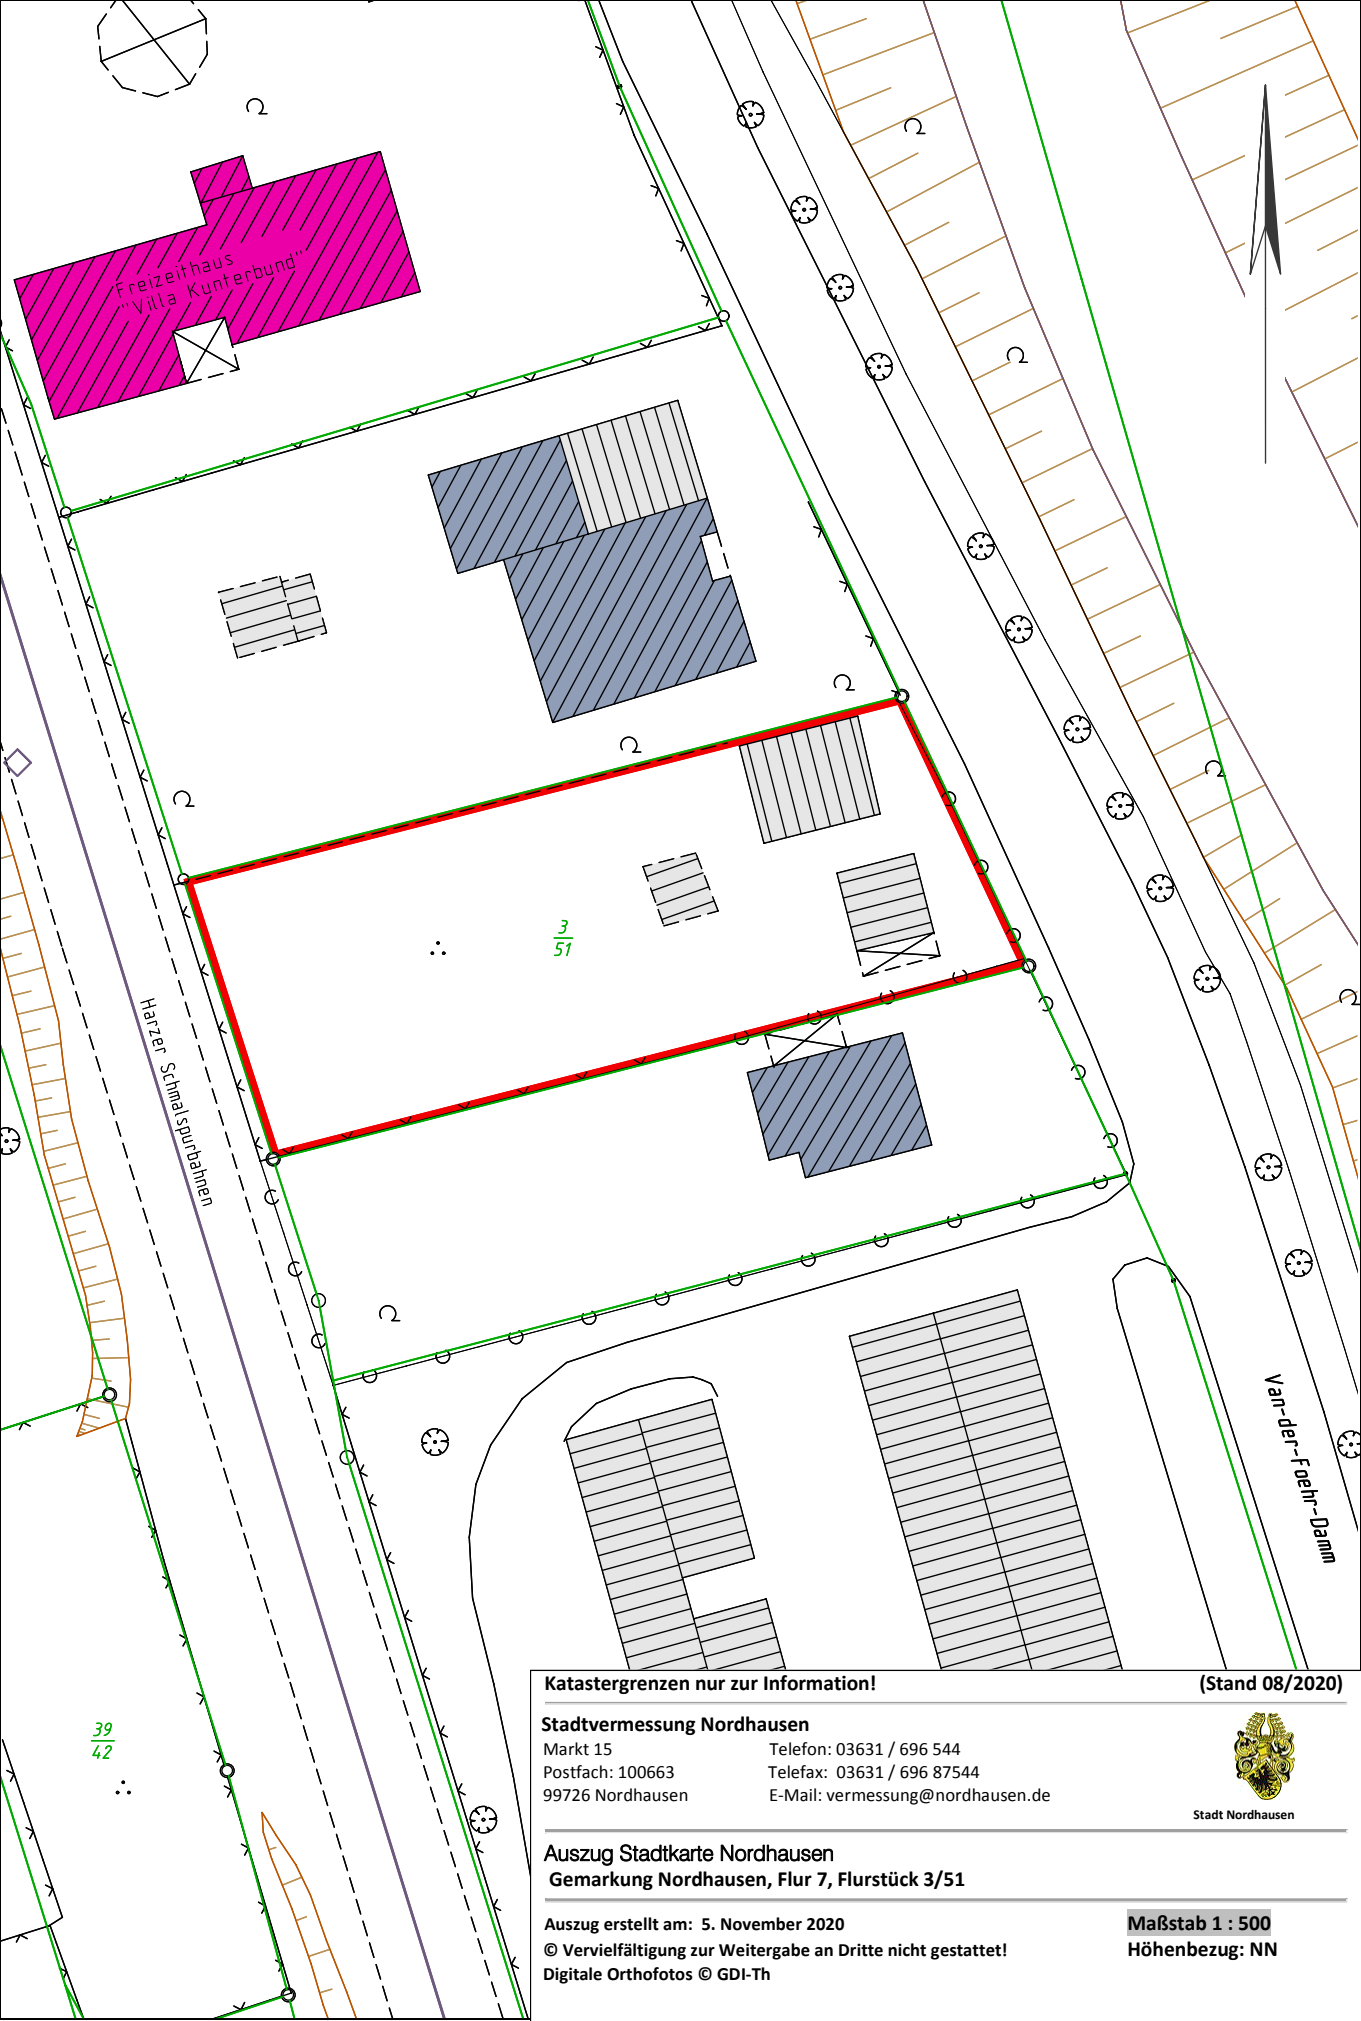 Freizeithaus
"Villa Kunterbund"
3
51
Harzer Schmalspurbahnen
Van-der-Foehr-Damm
39
42
Katastergrenzen nur zur Information! (Stand 08/2020)
Stadtvermessung Nordhausen
Markt 15 Telefon: 03631 / 696 544
Postfach: 100663 Telefax: 03631 / 696 87544
99726 Nordhausen E-Mail: vermessung@nordhausen.de
Stadt Nordhausen
Auszug Stadtkarte Nordhausen
Gemarkung Nordhausen, Flur 7, Flurstück 3/51
Auszug erstellt am: 5. November 2020 Maßstab 1 : 500
© Vervielfältigung zur Weitergabe an Dritte nicht gestattet! Höhenbezug: NN
Digitale Orthofotos © GDI-Th